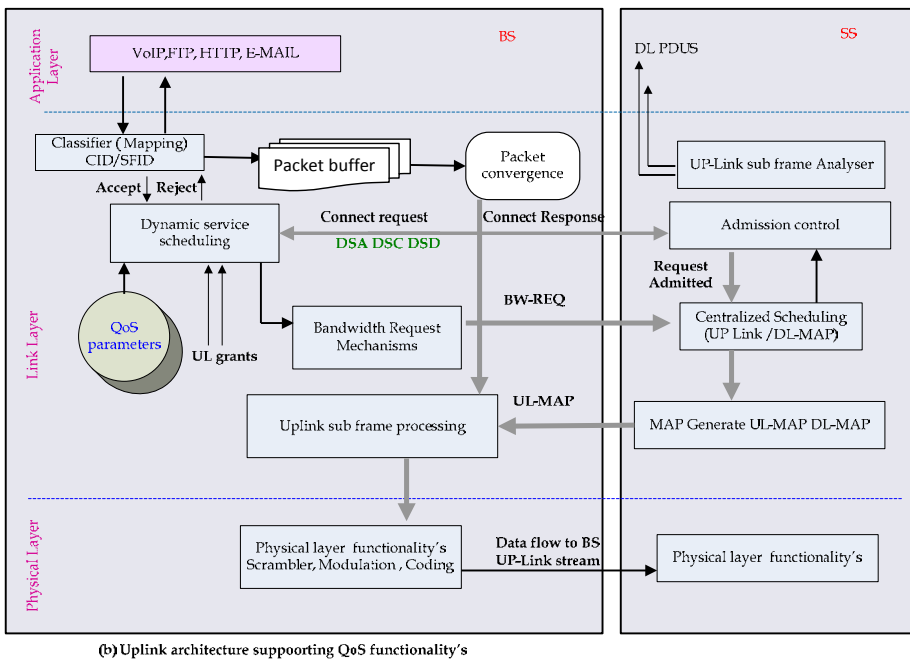 BS
SS
Application
Layer
VoIP,FTP, HTTP, E-MAIL
DL PDUS
Classifier ( Mapping)
CID/SFID
Packet buffer
Packet
convergence
UP-Link sub frame Analyser
Accept
Reject
Dynamic service
scheduling
Connect request
Connect Response
DSA DSC DSD
Admission control
Request
Admitted
Link Layer
QoS
parameters
UL grants
Bandwidth Request
Mechanisms
BW-REQ
Centralized Scheduling
(UP Link /DL-MAP)
Uplink sub frame processing
UL-MAP
MAP Generate UL-MAP DL-MAP
Physical Layer
Physical layer functionality's
Scrambler, Modulation , Coding
Data flow to BS
UP-Link stream
Physical layer functionality's
(b) Uplink architecture suppoorting QoS functionality's